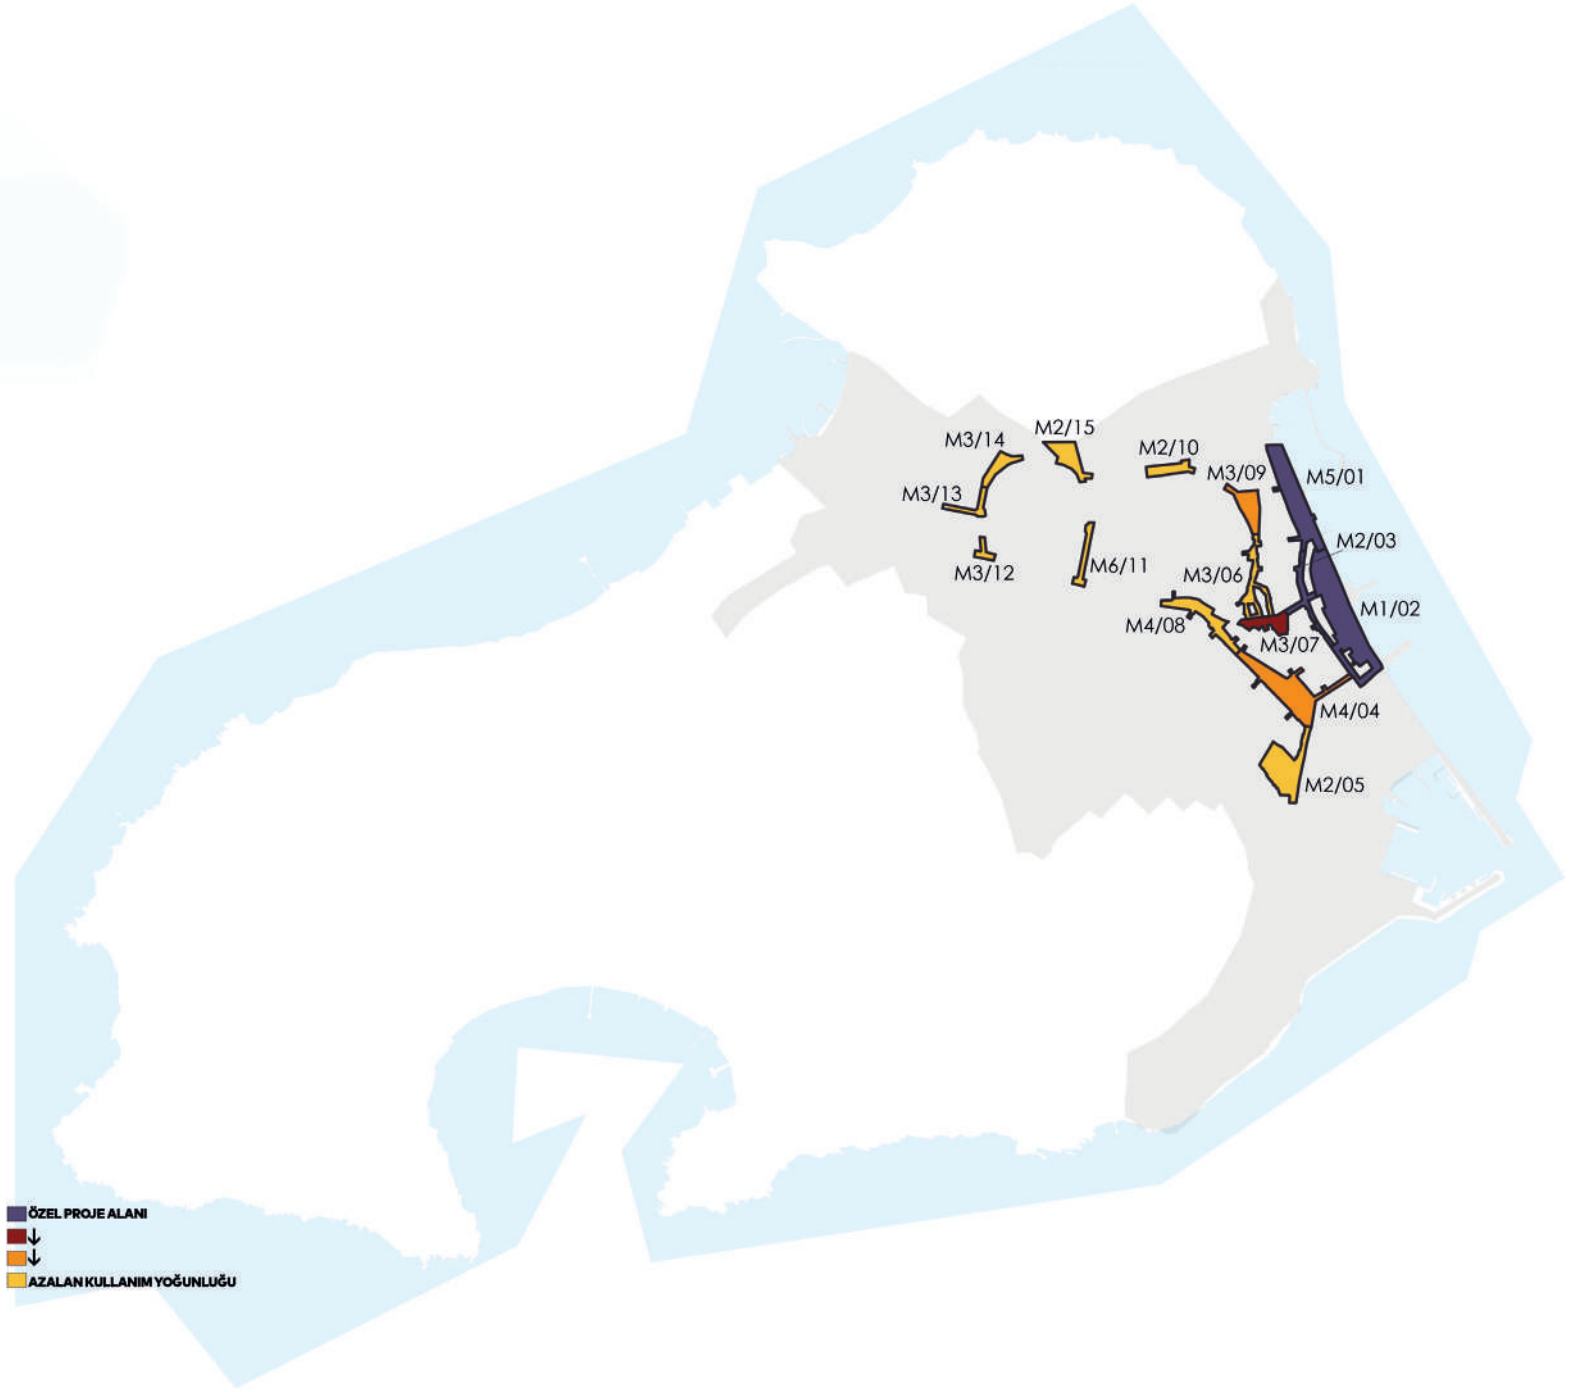 M2/15
M3/14
M2/10
M3/09
M5/01
M3/13
M2/03
M6/11
M3/12
M3/06
M1/02
M4/08
M3/07
M4/04
M2/05
ÖZEL PROJE ALANI
↓
↓
AZALAN KULLANIM YOĞUNLUĞU